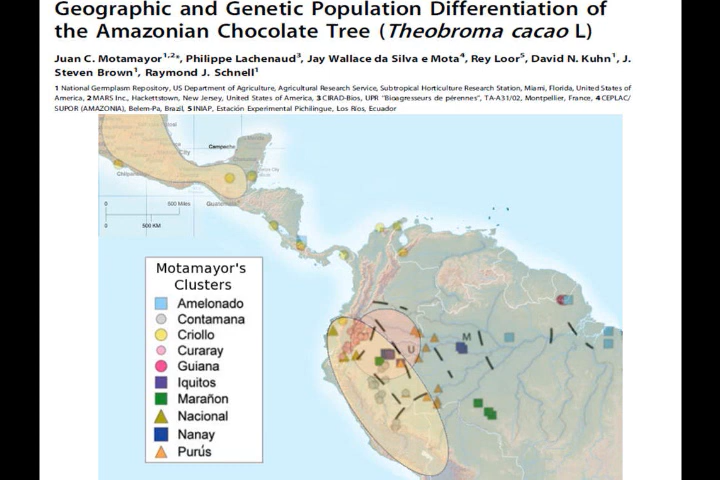 Geographic and Genetic Population Differentiation of
the Amazonian Chocolate Tree (Theobroma cacao L)
Juan C. Motamayor1,2*, Philippe Lachenaud3, Jay Wallace da Silva e Mota4, Rey Loor5, David N. Kuhn1, J.
Steven Brown1, Raymond J. Schnell1
1 National Germplasm Repository, US Department of Agriculture, Agricultural Research Service, Subtropical Horticulture Research Station, Miami, Florida, United States of
America, 2 MARS Inc., Hackettstown, New Jersey, United States of America, 3 CIRAD-Bios, UPR "Bioagresseurs de pérennes", TA-A31/02, Montpellier, France, 4 CEPLAC/
SUPOR (AMAZONIA), Belem-Pa, Brazil, 5 INIAP, Estación Experimental Pichilingue, Los Ríos, Ecuador
Campeche
City
Guatemala
0 500 Miles
0 500 KM
Motamayor's
Clusters
Amelonado
Contamana
Criollo
Curaray
Guiana
Iquitos
Marañon
Nacional
Nanay
Purús
M
U